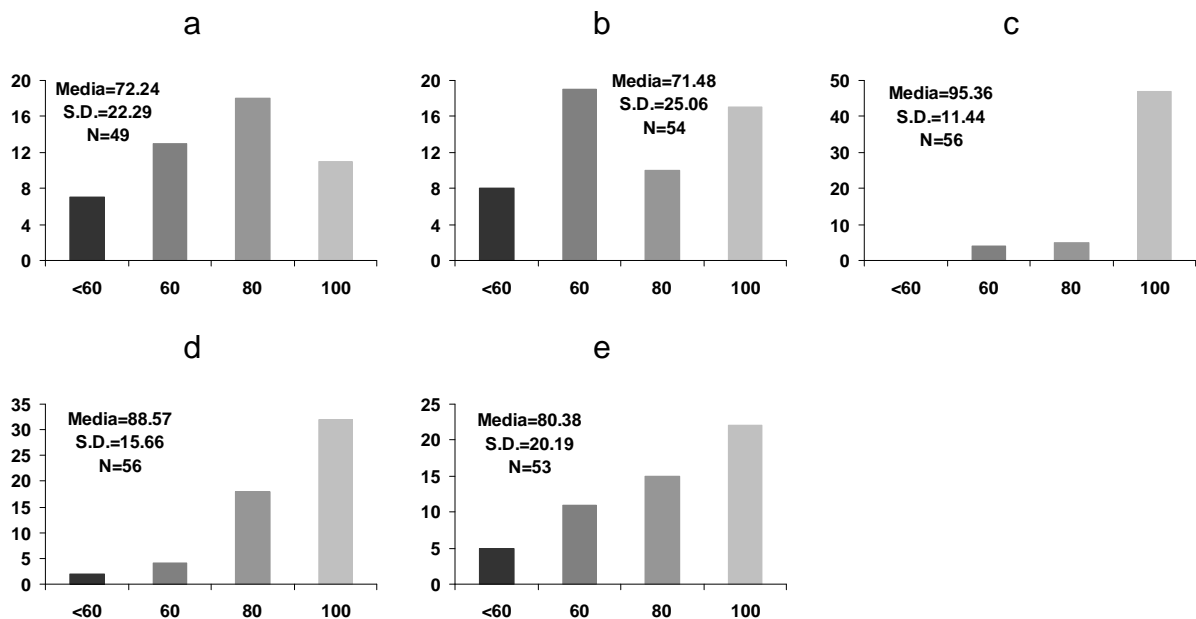 a
b
c
20
16
12
8
4
0
Media=72.24
S.D.=22.29
N=49
<60 60 80 100
20
16
12
8
4
0
Media=71.48
S.D.=25.06
N=54
<60 60 80 100
50
40
30
20
10
0
Media=95.36
S.D.=11.44
N=56
<60 60 80 100
d
e
35
30
25
20
15
10
5
0
Media=88.57
S.D.=15.66
N=56
<60 60 80 100
25
20
15
10
5
0
Media=80.38
S.D.=20.19
N=53
<60 60 80 100